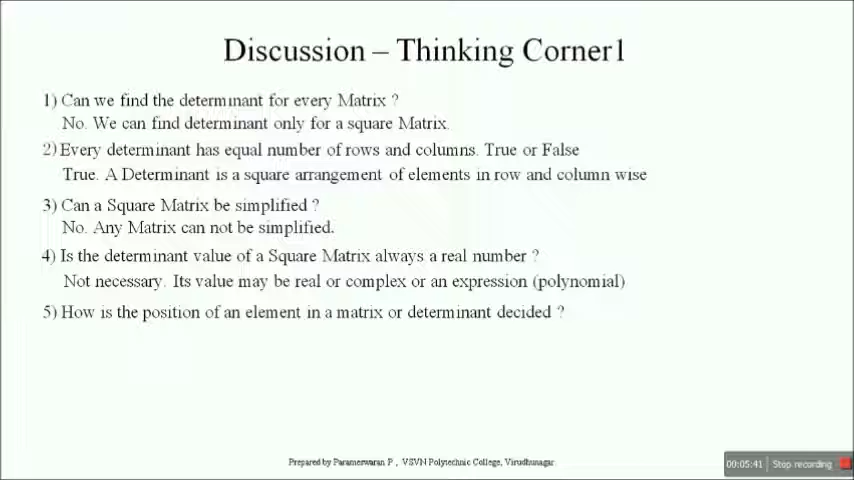 Discussion – Thinking Corner1
1) Can we find the determinant for every Matrix ?
No. We can find determinant only for a square Matrix.
2) Every determinant has equal number of rows and columns. True or False
True. A Determinant is a square arrangement of elements in row and column wise
3) Can a Square Matrix be simplified ?
No. Any Matrix can not be simplified.
4) Is the determinant value of a Square Matrix always a real number ?
Not necessary. Its value may be real or complex or an expression (polynomial)
5) How is the position of an element in a matrix or determinant decided ?
Prepared by Paramerwaran P , VSVN Polytechnic College, Virudhunagar
00:05:41 Stop recording